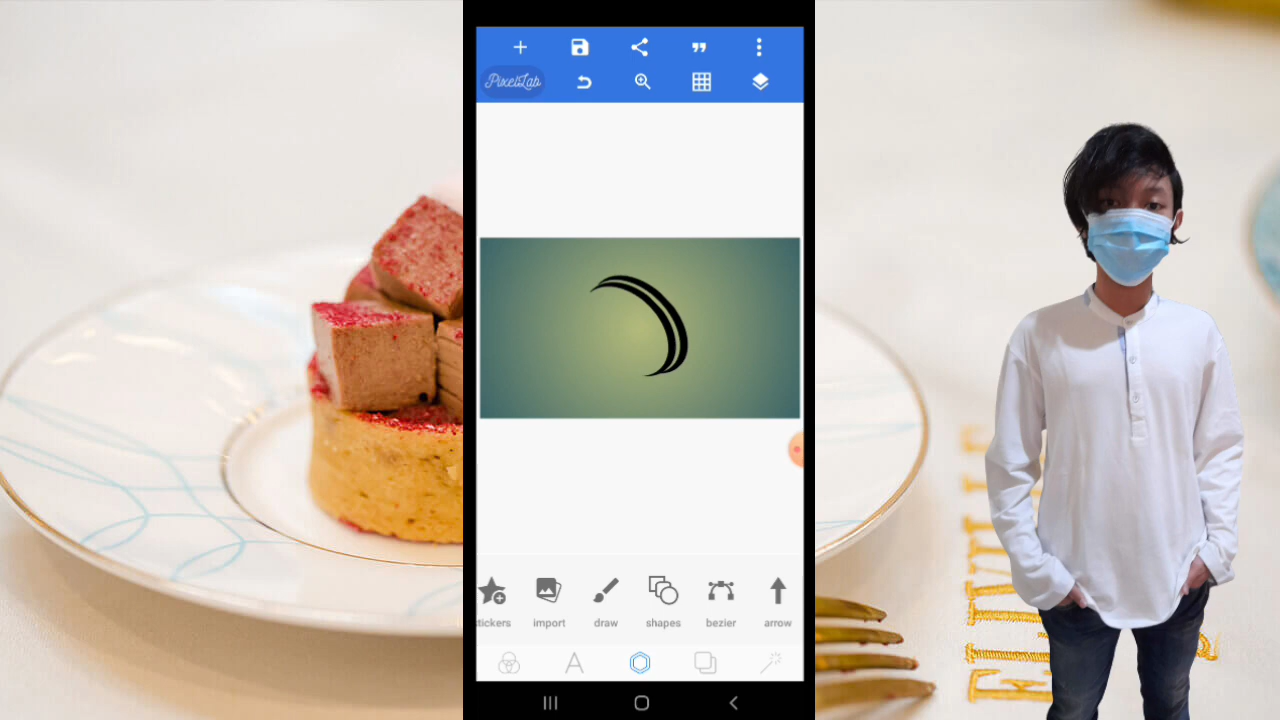 PixelLab
stickers
import
draw
shapes
bezier
arrow